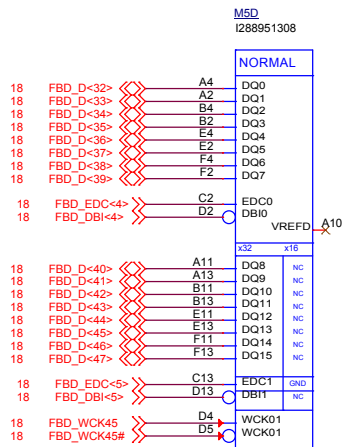 M5D
I288951308
NORMAL
18 FBD_D<32> A4 DQ0
18 FBD_D<33> A2 DQ1
18 FBD_D<34> B4 DQ2
18 FBD_D<35> B2 DQ3
18 FBD_D<36> E4 DQ4
18 FBD_D<37> E2 DQ5
18 FBD_D<38> F4 DQ6
18 FBD_D<39> F2 DQ7
18 FBD_EDC<4> C2 EDC0
18 FBD_DBI<4> D2 DBI0
VREFD A10
x32 x16
18 FBD_D<40> A11 DQ8 NC
18 FBD_D<41> A13 DQ9 NC
18 FBD_D<42> B11 DQ10 NC
18 FBD_D<43> B13 DQ11 NC
18 FBD_D<44> E11 DQ12 NC
18 FBD_D<45> E13 DQ13 NC
18 FBD_D<46> F11 DQ14 NC
18 FBD_D<47> F13 DQ15 NC
18 FBD_EDC<5> C13 EDC1 GND
18 FBD_DBI<5> D13 DBI1 NC
18 FBD_WCK45 D4 WCK01
18 FBD_WCK45# D5 WCK01